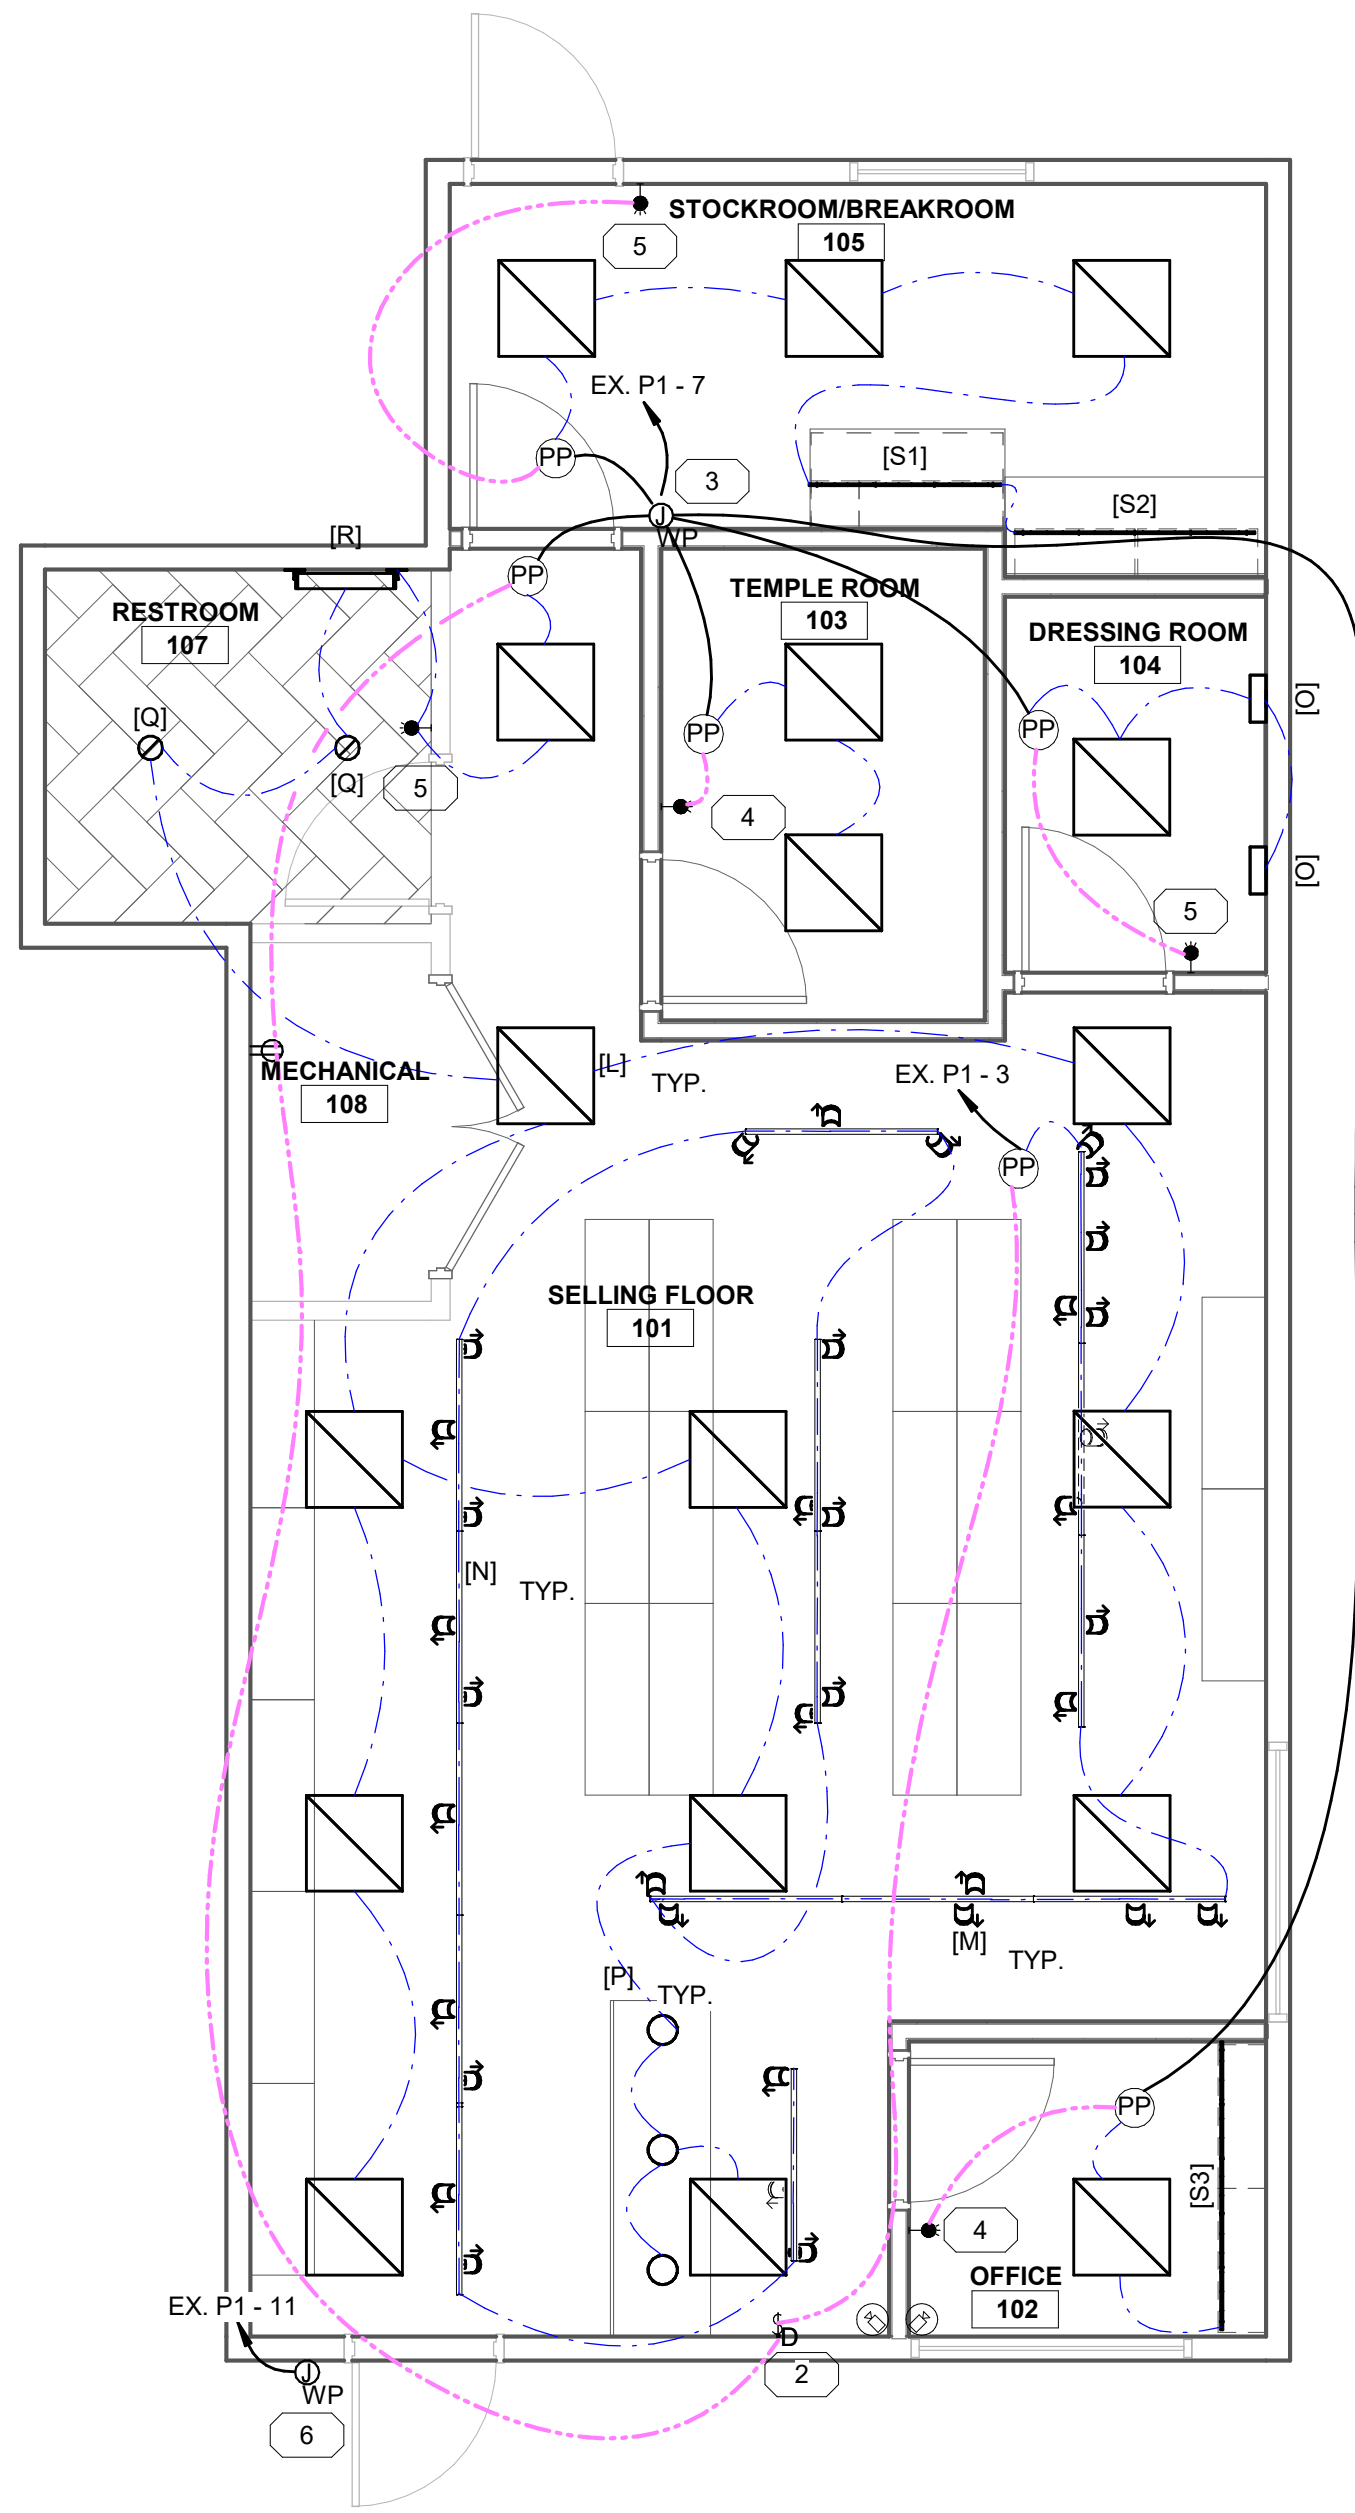 STOCKROOM/BREAKROOM
105
5
EX. P1 - 7
PP
3
[S1]
[S2]
J
WP
[R]
PP
TEMPLE ROOM
103
RESTROOM
107
DRESSING ROOM
104
[O]
[Q]
PP
PP
[Q]
5
4
[O]
5
[L]
TYP.
EX. P1 - 3
MECHANICAL
108
PP
SELLING FLOOR
101
[N]
TYP.
[M]
TYP.
[P]
TYP.
PP
[S3]
4
OFFICE
102
EX. P1 - 11
D
J
WP
2
6